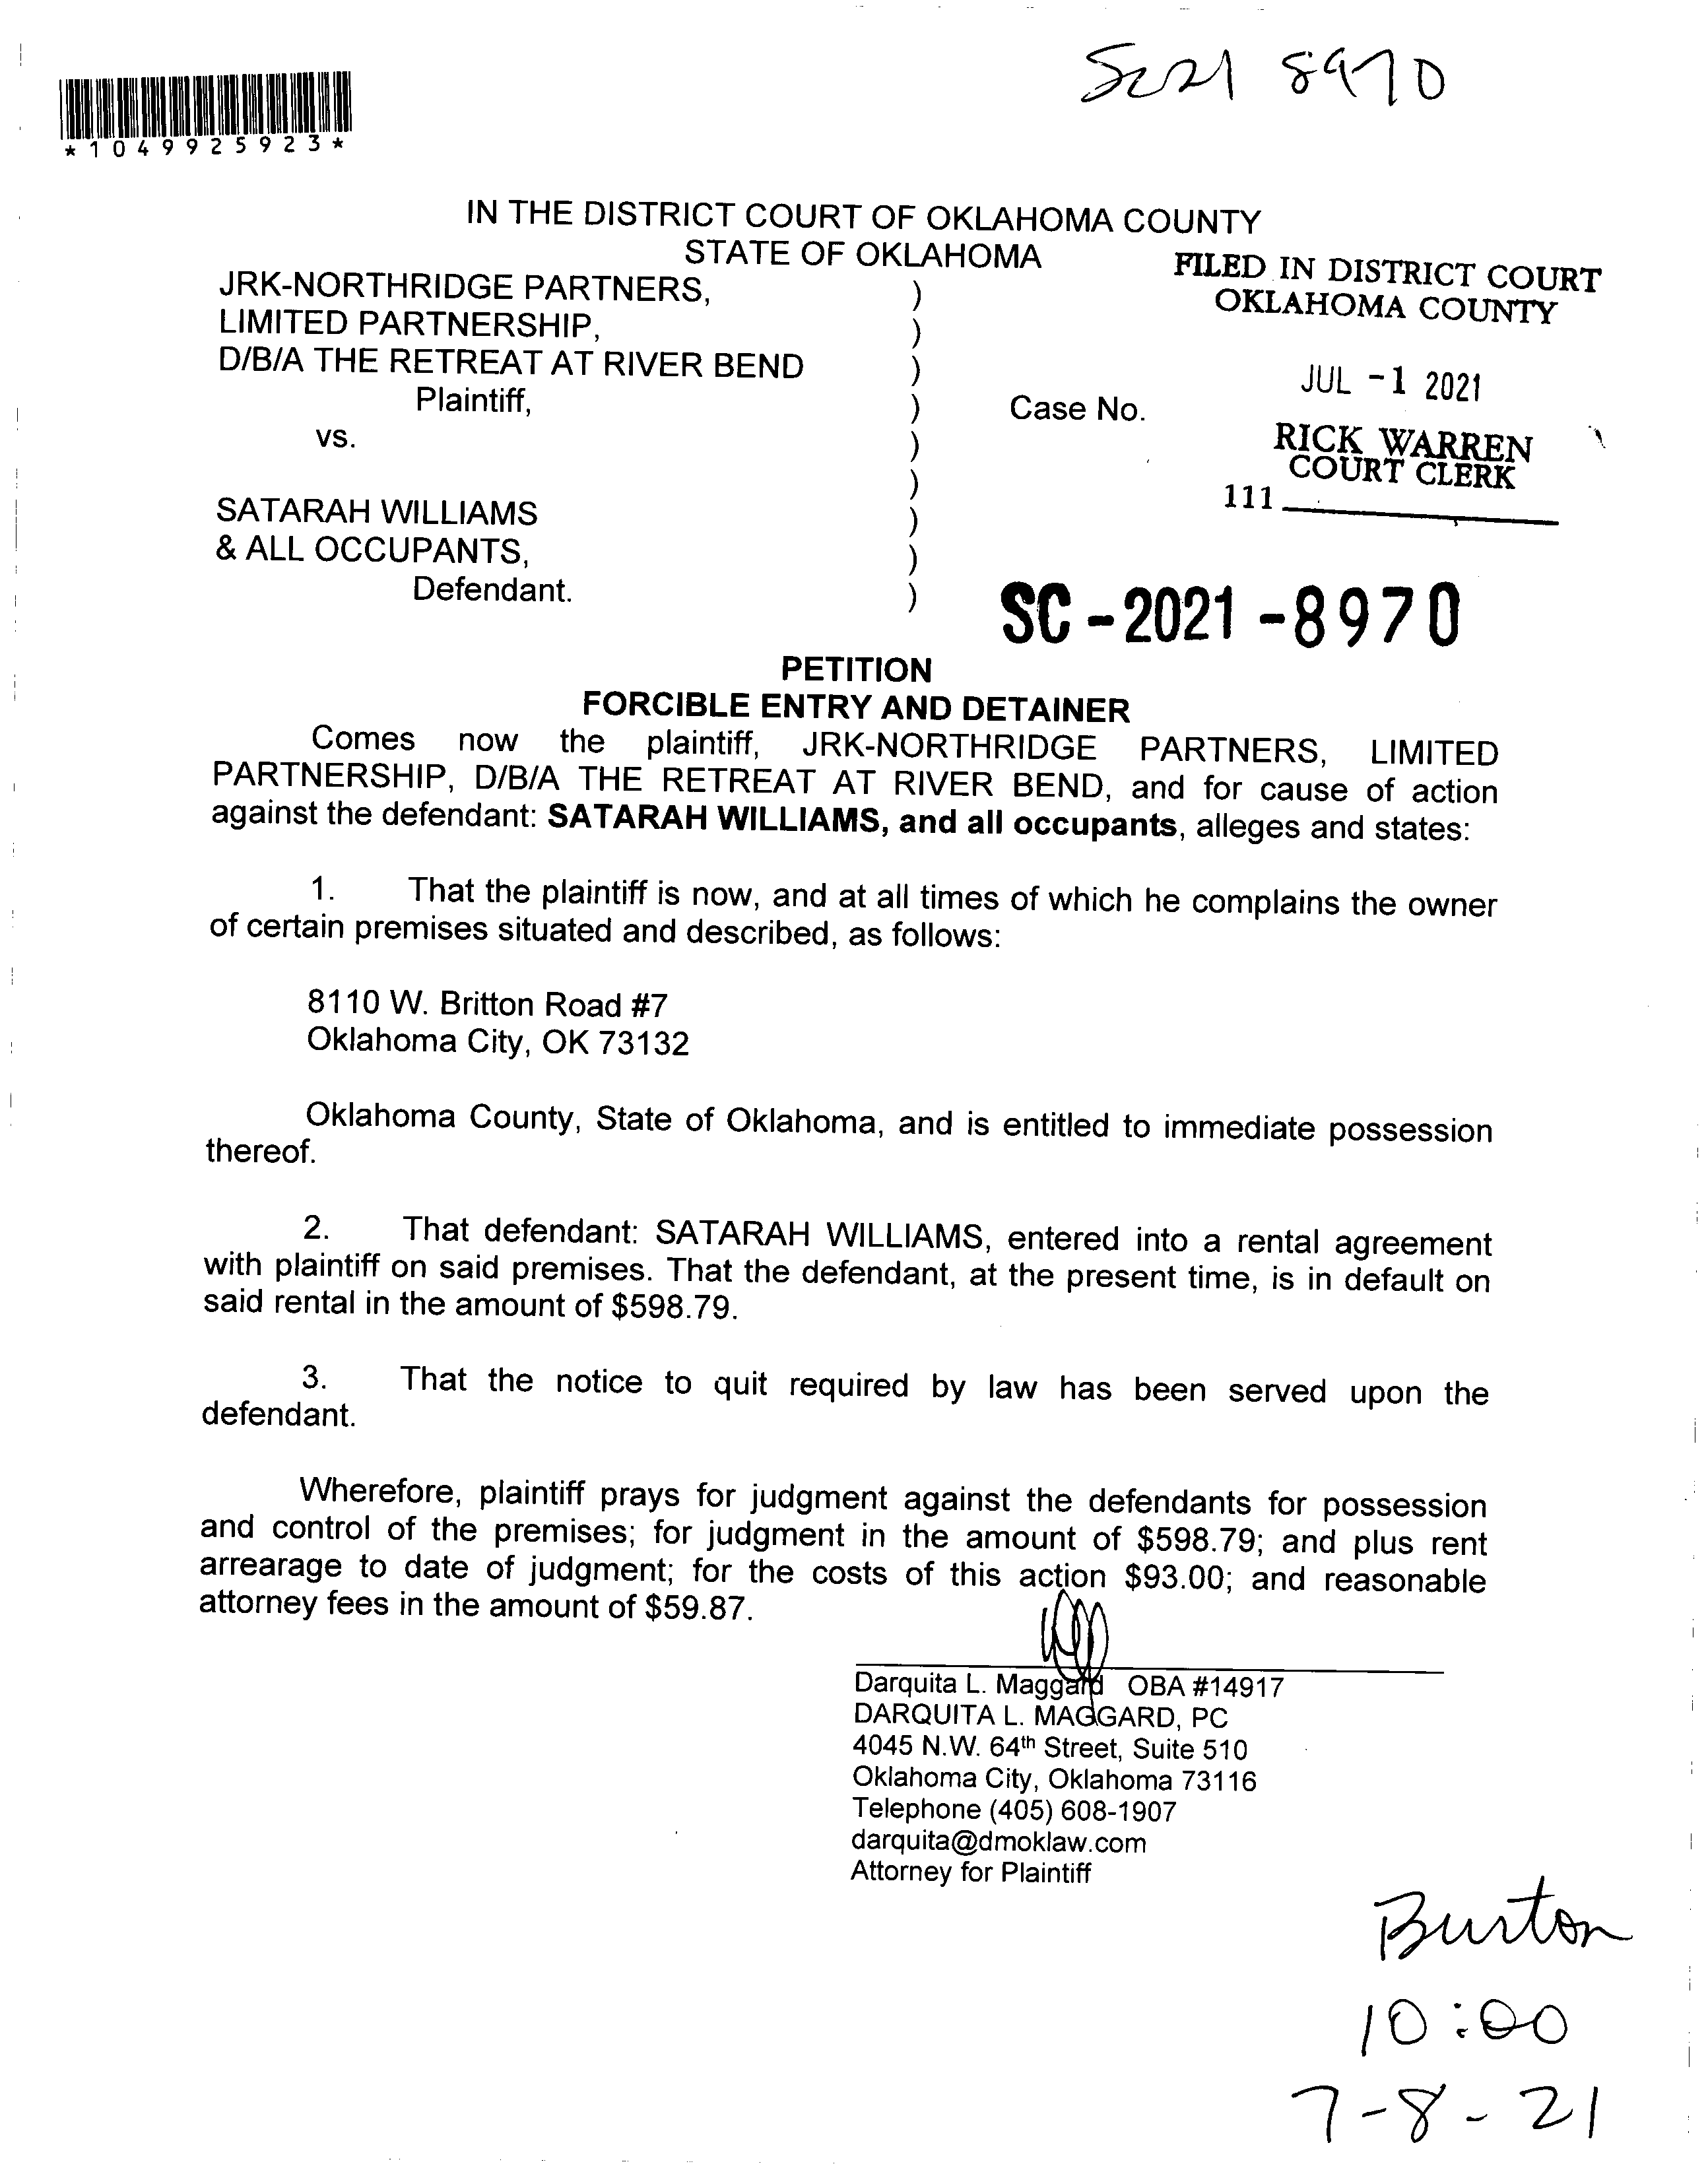 Sc21 8970
*1049925923*
IN THE DISTRICT COURT OF OKLAHOMA COUNTY
STATE OF OKLAHOMA
FILED IN DISTRICT COURT
OKLAHOMA COUNTY
JUL -1 2021
RICK WARREN
COURT CLERK
111
JRK-NORTHRIDGE PARTNERS, )
LIMITED PARTNERSHIP, )
D/B/A THE RETREAT AT RIVER BEND )
Plaintiff, ) Case No.
vs. )
)
SATARAH WILLIAMS )
& ALL OCCUPANTS, )
Defendant. )
SC-2021-8970
PETITION
FORCIBLE ENTRY AND DETAINER
Comes now the plaintiff, JRK-NORTHRIDGE PARTNERS, LIMITED
PARTNERSHIP, D/B/A THE RETREAT AT RIVER BEND, and for cause of action
against the defendant: SATARAH WILLIAMS, and all occupants, alleges and states:
1. That the plaintiff is now, and at all times of which he complains the owner
of certain premises situated and described, as follows:
8110 W. Britton Road #7
Oklahoma City, OK 73132
Oklahoma County, State of Oklahoma, and is entitled to immediate possession
thereof.
2. That defendant: SATARAH WILLIAMS, entered into a rental agreement
with plaintiff on said premises. That the defendant, at the present time, is in default on
said rental in the amount of $598.79.
3. That the notice to quit required by law has been served upon the
defendant.
Wherefore, plaintiff prays for judgment against the defendants for possession
and control of the premises; for judgment in the amount of $598.79; and plus rent
arrearage to date of judgment; for the costs of this action $93.00; and reasonable
attorney fees in the amount of $59.87.
Darquita L. Maggard OBA #14917
DARQUITA L. MAGGARD, PC
4045 N.W. 64th Street, Suite 510
Oklahoma City, Oklahoma 73116
Telephone (405) 608-1907
darquita@dmoklaw.com
Attorney for Plaintiff
Burton
10:00
7-8-21